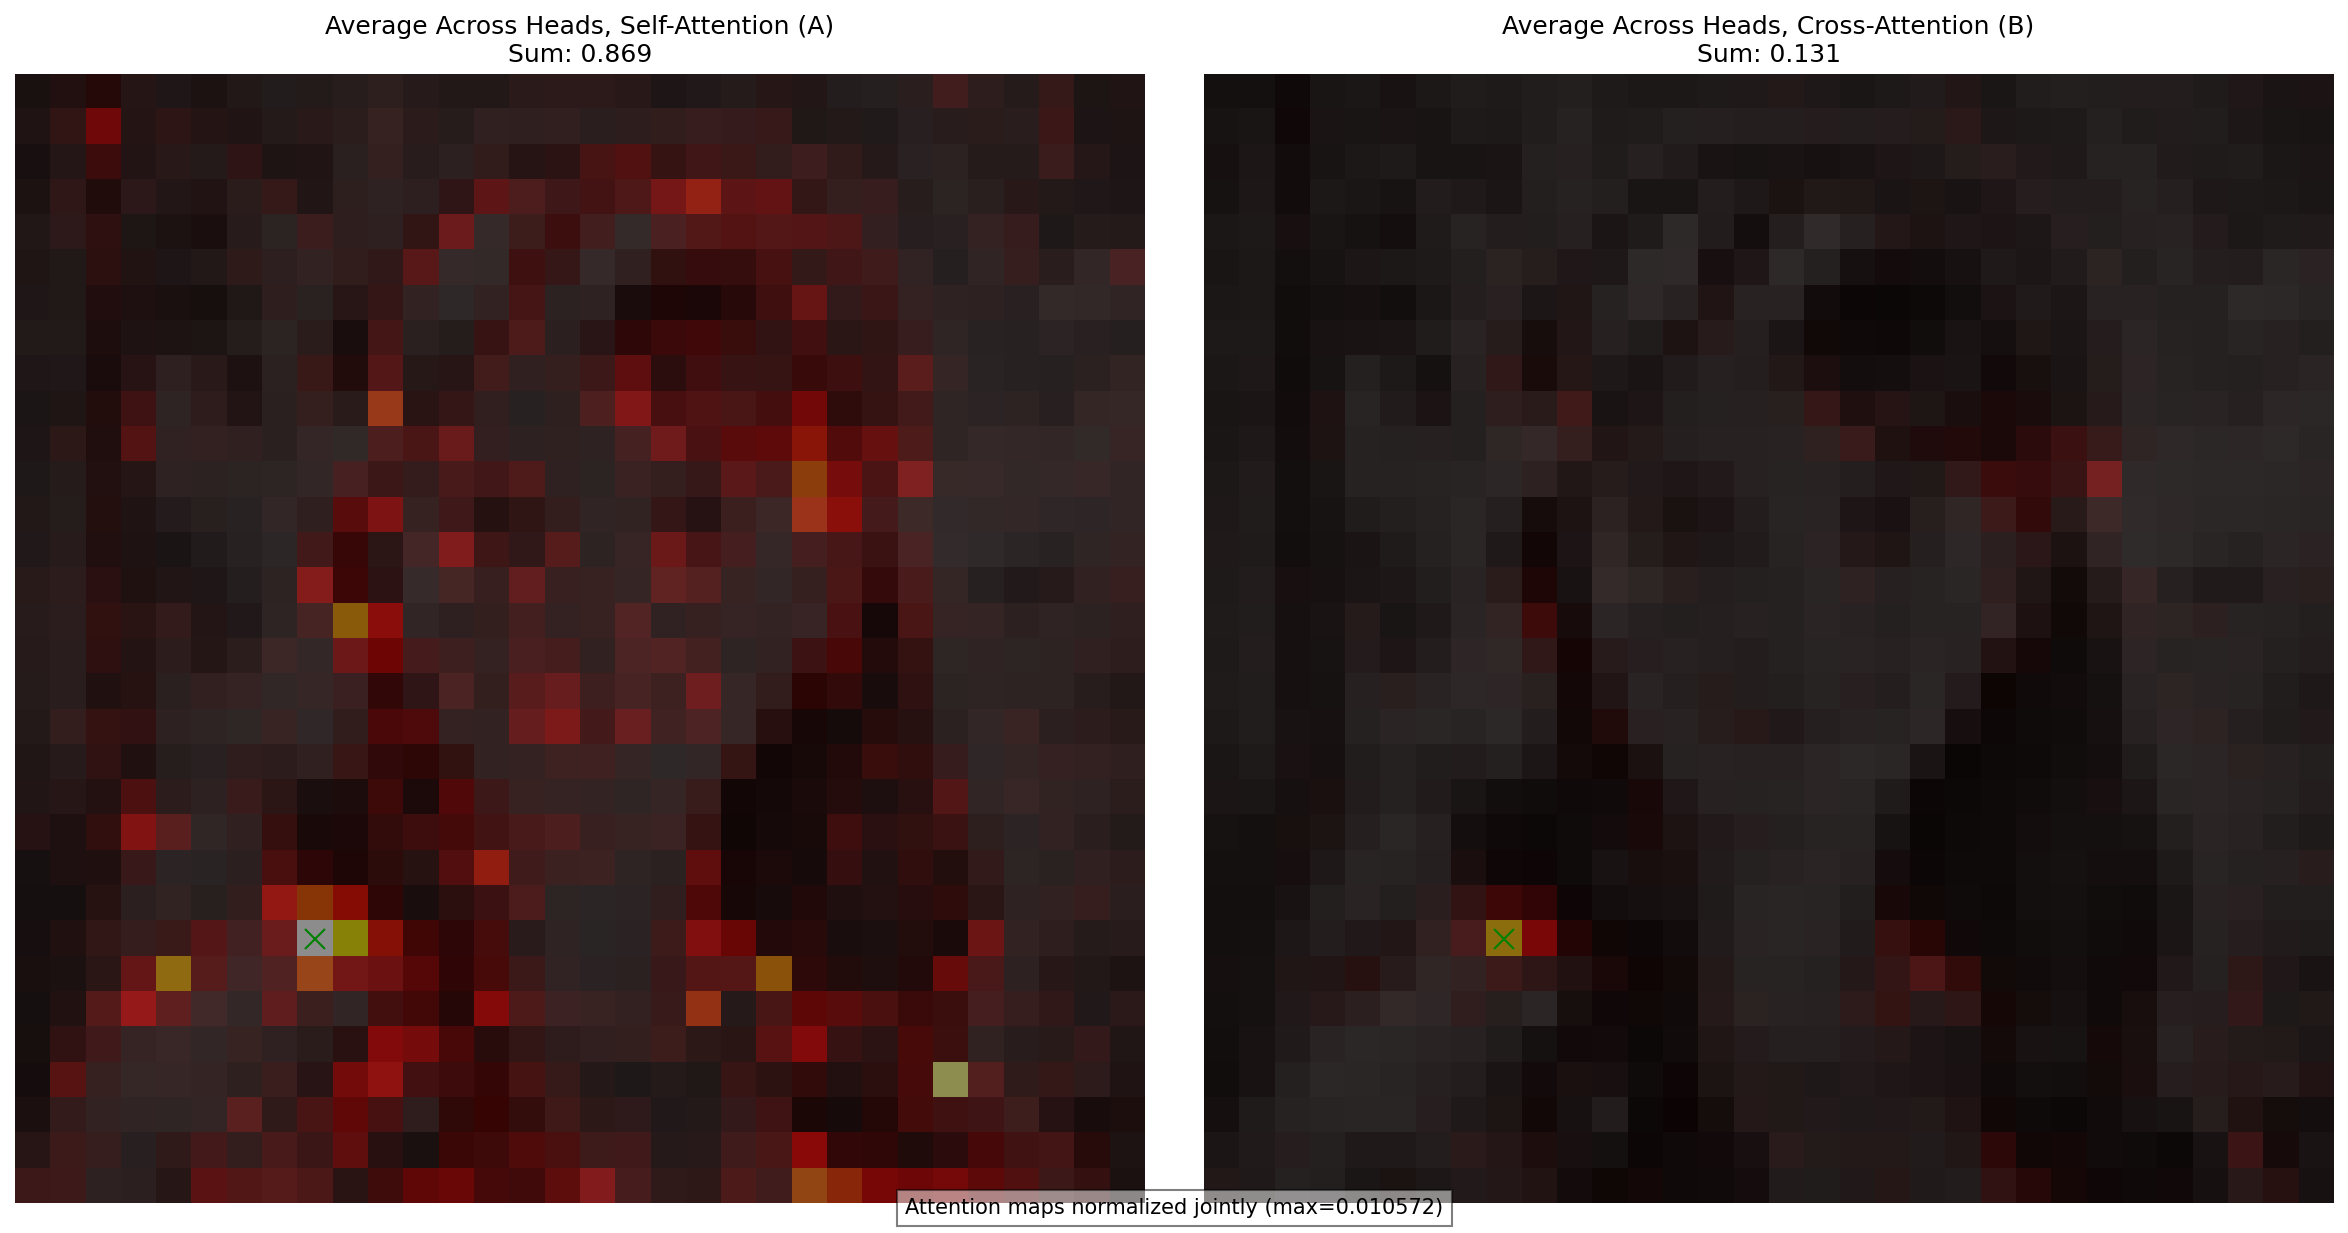 Average Across Heads, Self-Attention (A)
Sum: 0.869
Average Across Heads, Cross-Attention (B)
Sum: 0.131
Attention maps normalized jointly (max=0.010572)